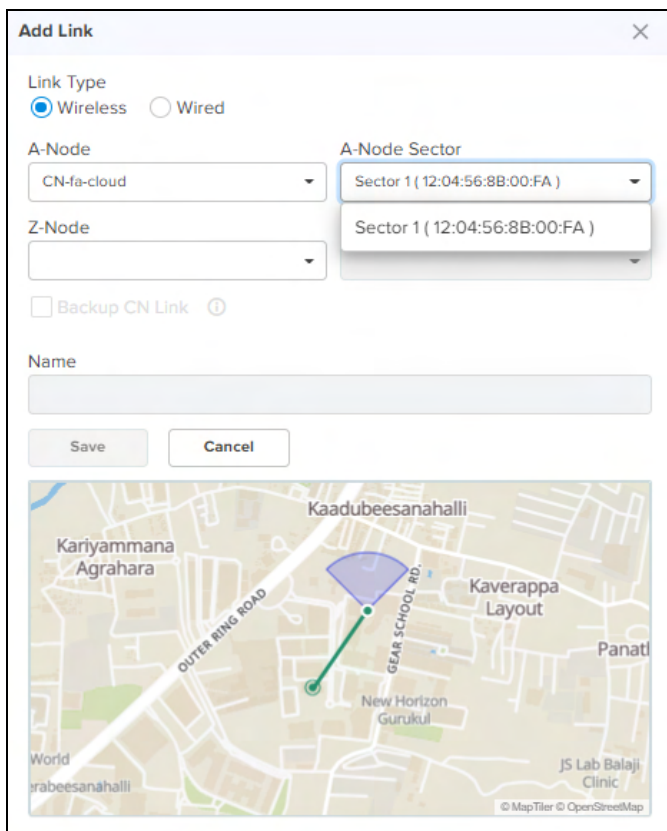 Add Link
Link Type
Wireless Wired
A-Node A-Node Sector
CN-fa-cloud Sector 1 ( 12:04:56:8B:00:FA )
Sector 1 ( 12:04:56:8B:00:FA )
Z-Node
Backup CN Link
Name
Save Cancel
Kaadubeesanahalli
Kariyammana
Agrahara
OUTER RING ROAD
GEAR SCHOOL RD.
Kaverappa
Layout
Panatl
New Horizon
Gurukul
World
erabeesanahalli
JS Lab Balaji
Clinic
© MapTiler © OpenStreetMap